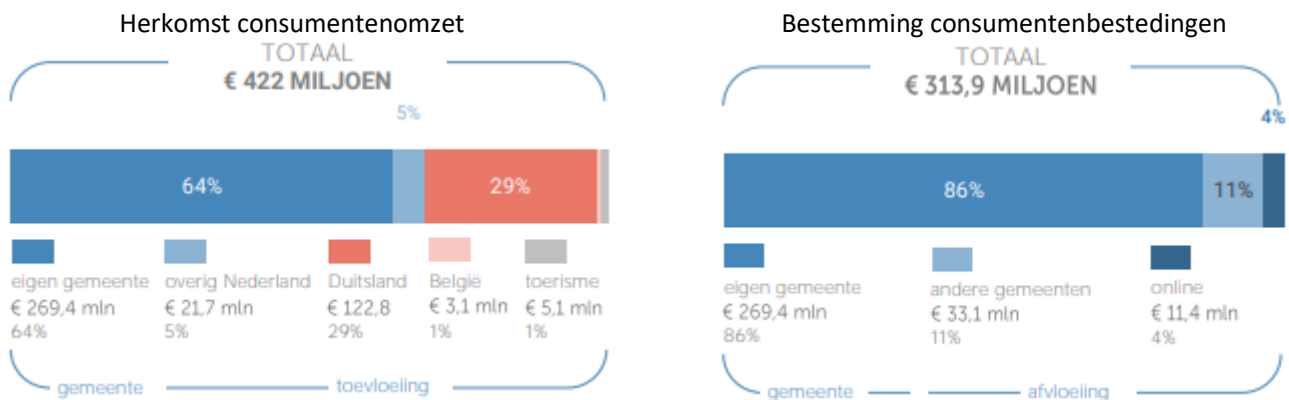 Herkomst consumentenomzet
TOTAAL
€ 422 MILJOEN
5%
64%
29%
eigen gemeente
€ 269,4 mln
64%
overig Nederland
€ 21,7 mln
5%
Duitsland
€ 122,8
29%
België
€ 3,1 mln
1%
toerisme
€ 5,1 mln
1%
gemeente
toevloeiing
Bestemming consumentenbestedingen
TOTAAL
€ 313,9 MILJOEN
4%
86%
11%
eigen gemeente
€ 269,4 mln
86%
andere gemeenten
€ 33,1 mln
11%
online
€ 11,4 mln
4%
gemeente
afvloeiing